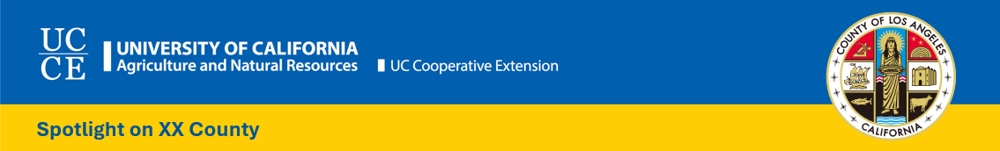 UC
CE
UNIVERSITY OF CALIFORNIA
Agriculture and Natural Resources
UC Cooperative Extension
COUNTY OF LOS ANGELES
CALIFORNIA
Spotlight on XX County